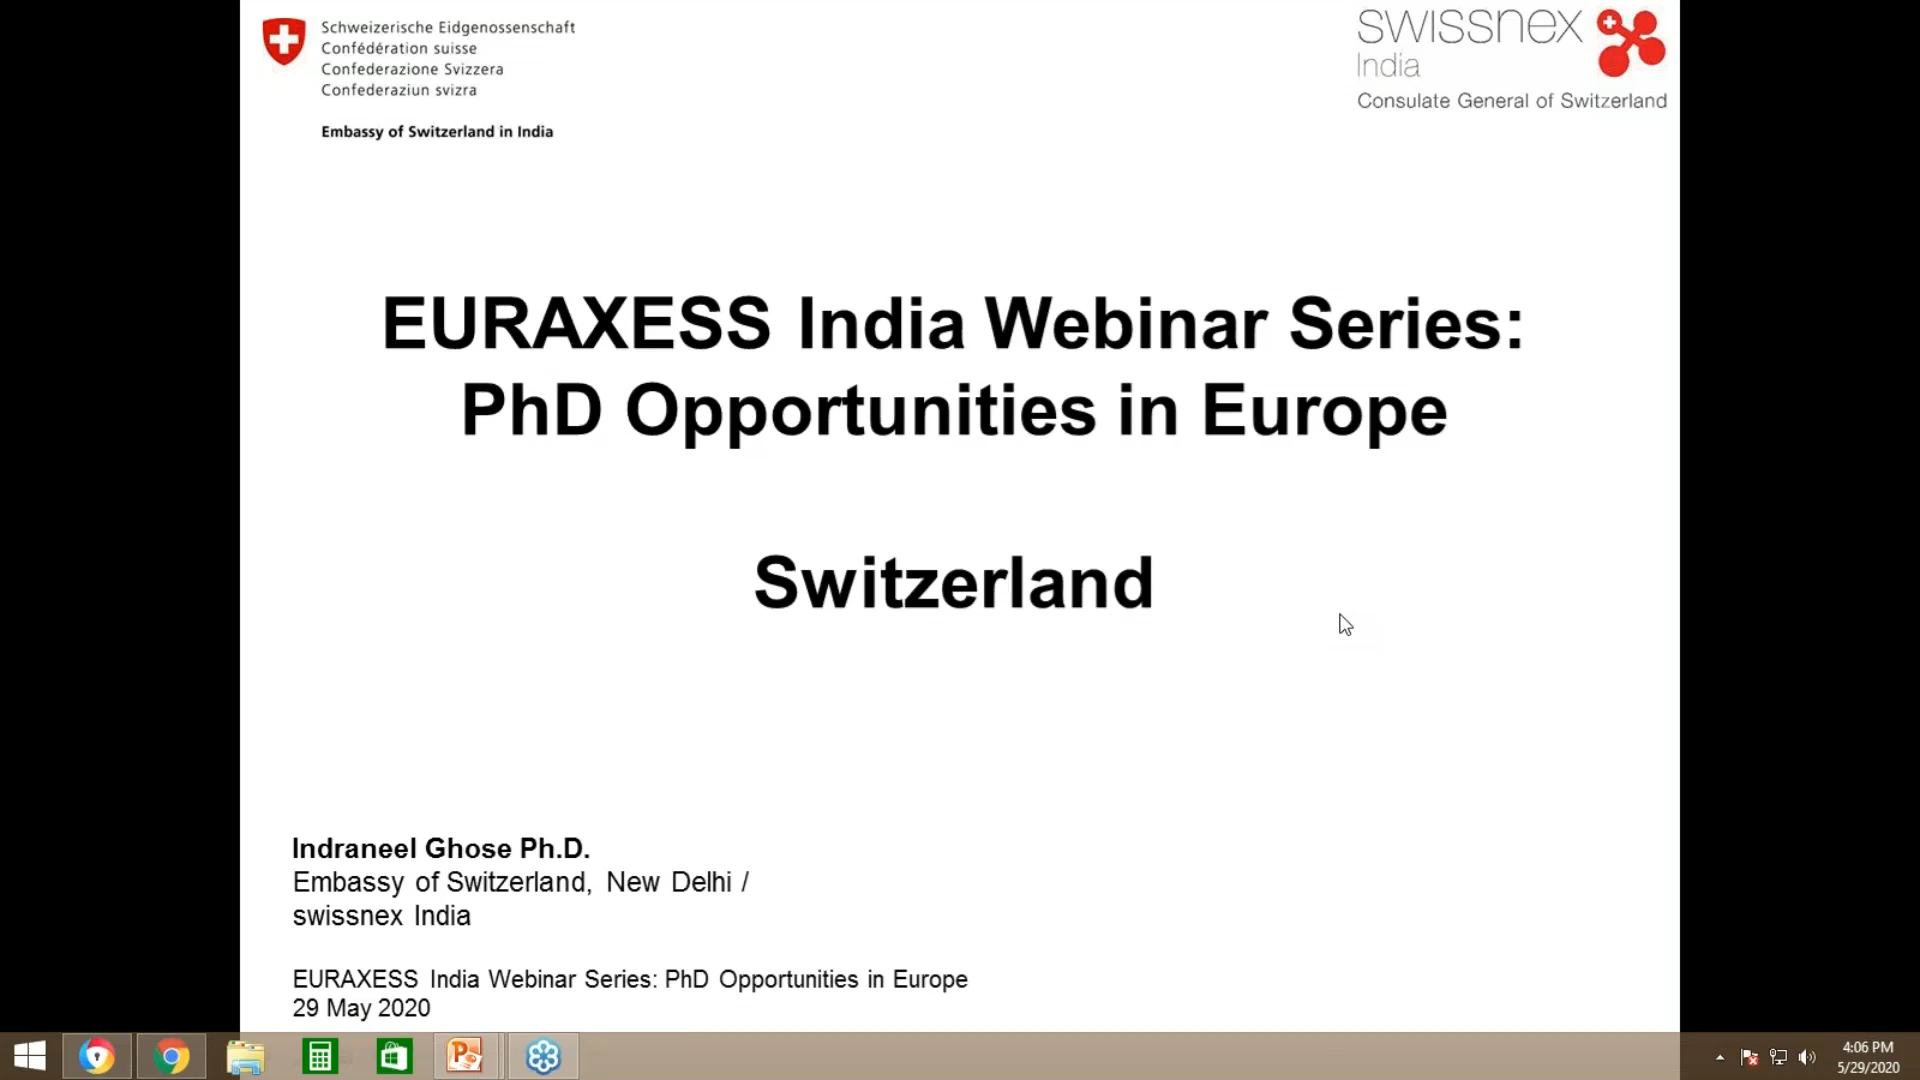 Schweizerische Eidgenossenschaft
Confédération suisse
Confederazione Svizzera
Confederaziun svizra
Embassy of Switzerland in India
swissnex
India
Consulate General of Switzerland
EURAXESS India Webinar Series:
PhD Opportunities in Europe
Switzerland
Indraneel Ghose Ph.D.
Embassy of Switzerland, New Delhi /
swissnex India
EURAXESS India Webinar Series: PhD Opportunities in Europe
29 May 2020
4:06 PM
5/29/2020